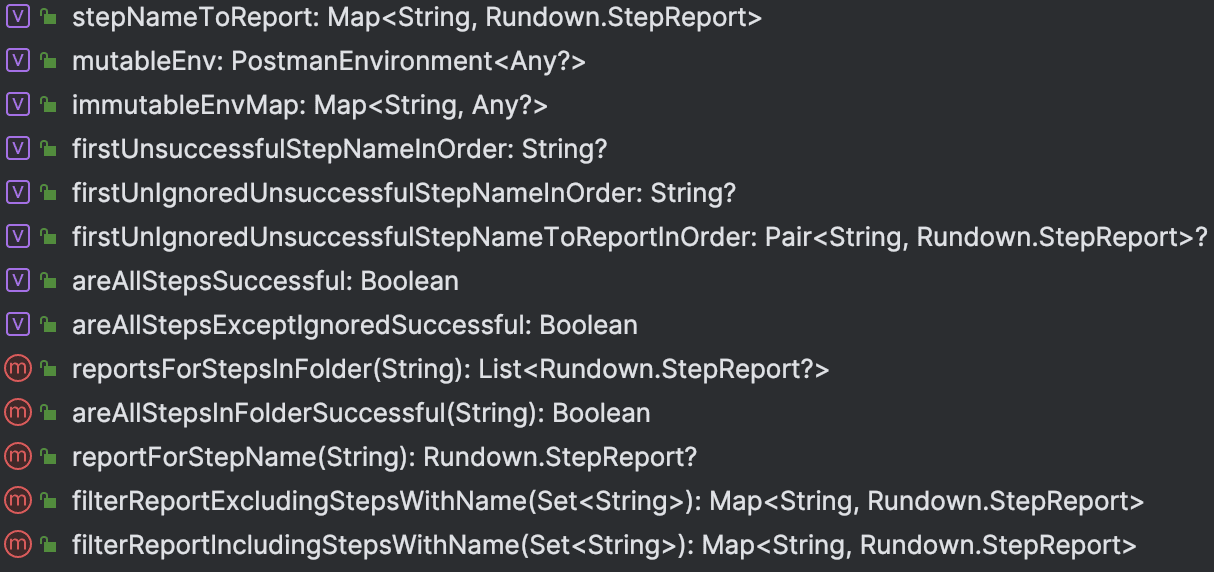 V stepNameToReport: Map<String, Rundown.StepReport>
V mutableEnv: PostmanEnvironment<Any?>
V immutableEnvMap: Map<String, Any?>
V firstUnsuccessfulStepNameInOrder: String?
V firstUnIgnoredUnsuccessfulStepNameInOrder: String?
V firstUnIgnoredUnsuccessfulStepNameToReportInOrder: Pair<String, Rundown.StepReport>?
V areAllStepsSuccessful: Boolean
V areAllStepsExceptIgnoredSuccessful: Boolean
m reportsForStepsInFolder(String): List<Rundown.StepReport?>
m areAllStepsInFolderSuccessful(String): Boolean
m reportForStepName(String): Rundown.StepReport?
m filterReportExcludingStepsWithName(Set<String>): Map<String, Rundown.StepReport>
m filterReportIncludingStepsWithName(Set<String>): Map<String, Rundown.StepReport>